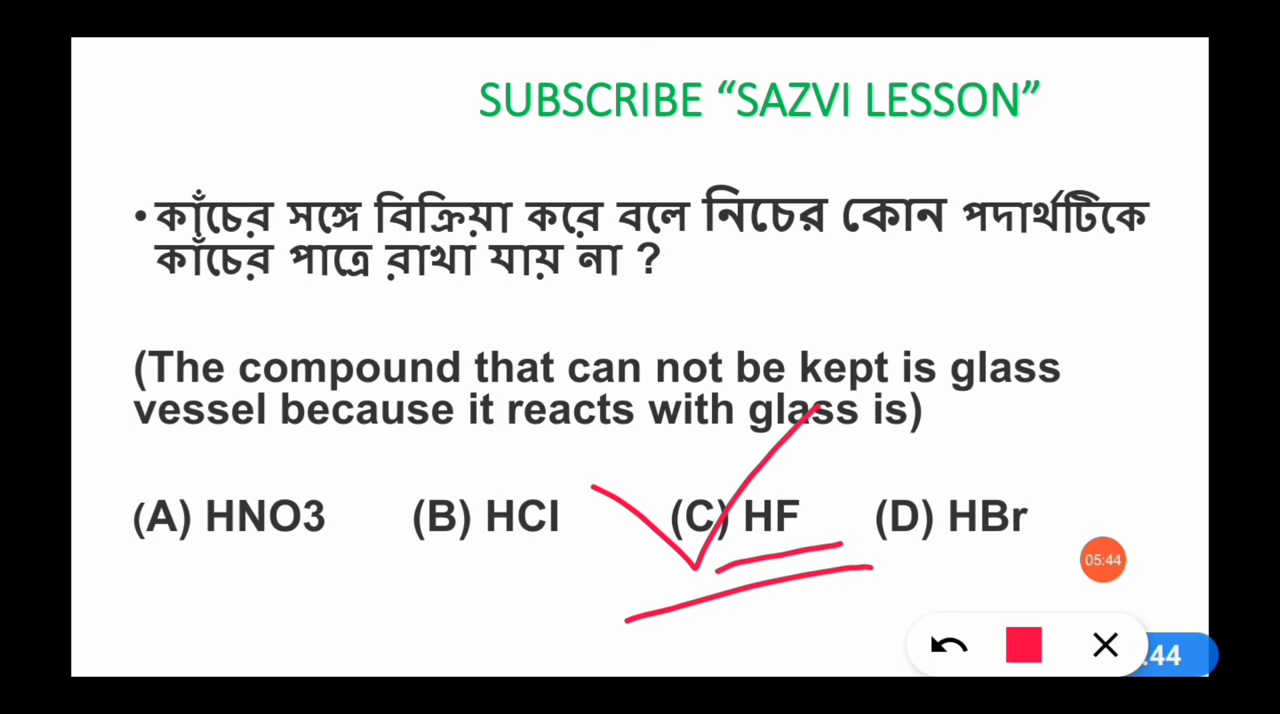 SUBSCRIBE “SAZVI LESSON”
• কাঁচের সঙ্গে বিক্রিয়া করে বলে নিচের কোন পদার্থটিকে
কাঁচের পাত্রে রাখা যায় না ?
(The compound that can not be kept is glass
vessel because it reacts with glass is)
(A) HNO3 (B) HCl (C) HF (D) HBr
05:44
:44